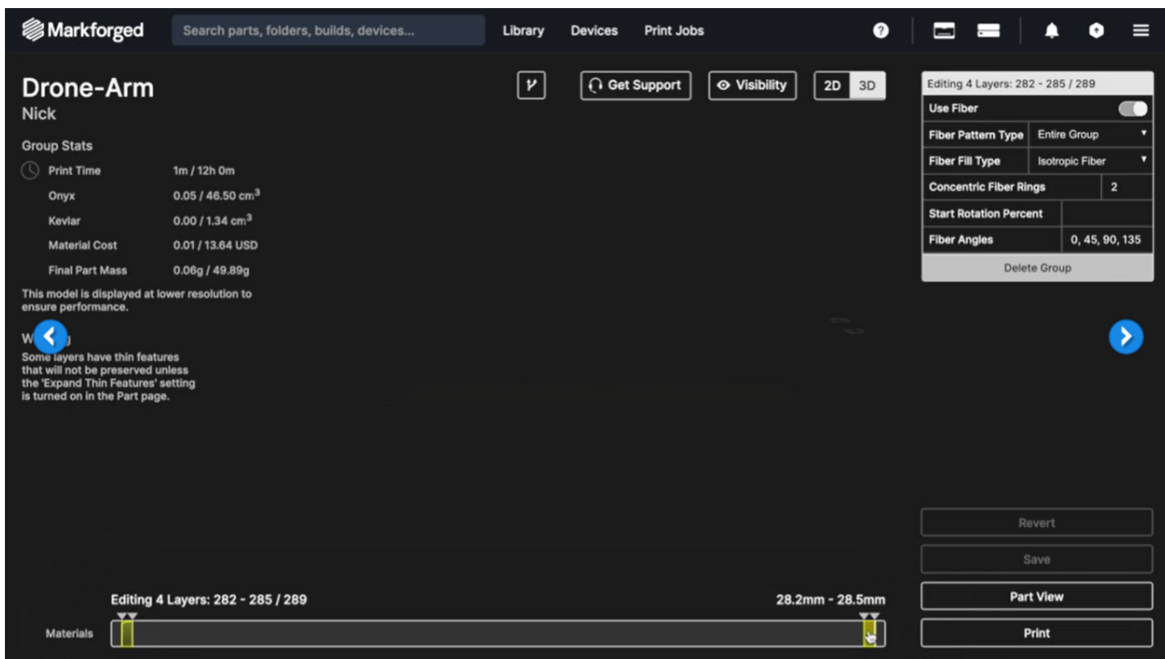 Markforged
Search parts, folders, builds, devices...
Library
Devices
Print Jobs
?
Drone-Arm
Nick
Get Support
Visibility
2D
3D
Group Stats
Print Time 1m / 12h 0m
Onyx 0.05 / 46.50 cm³
Kevlar 0.00 / 1.34 cm³
Material Cost 0.01 / 13.64 USD
Final Part Mass 0.06g / 49.89g
This model is displayed at lower resolution to
ensure performance.
Some layers have thin features
that will not be preserved unless
the 'Expand Thin Features' setting
is turned on in the Part page.
Editing 4 Layers: 282 - 285 / 289
Use Fiber
Fiber Pattern Type Entire Group
Fiber Fill Type Isotropic Fiber
Concentric Fiber Rings 2
Start Rotation Percent
Fiber Angles 0, 45, 90, 135
Delete Group
Revert
Save
Part View
Print
Editing 4 Layers: 282 - 285 / 289
28.2mm - 28.5mm
Materials